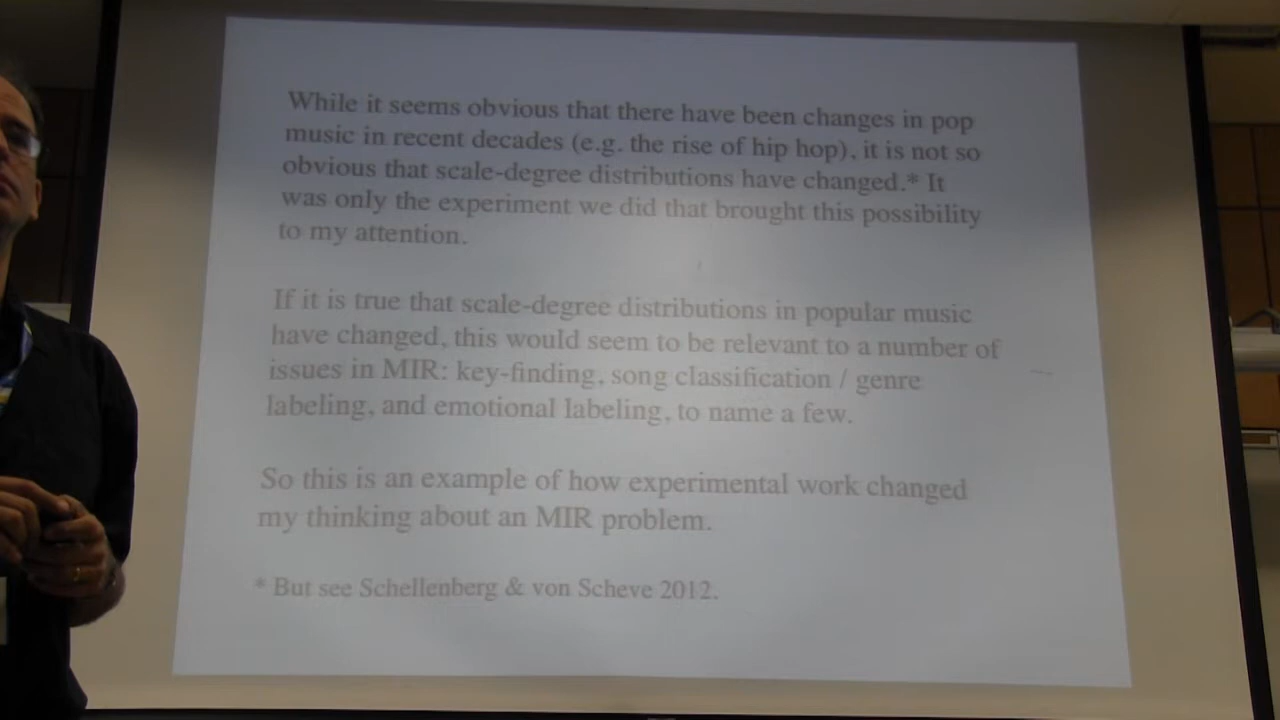 While it seems obvious that there have been changes in pop
music in recent decades (e.g. the rise of hip hop), it is not so
obvious that scale-degree distributions have changed.* It
was only the experiment we did that brought this possibility
to my attention.
If it is true that scale-degree distributions in popular music
have changed, this would seem to be relevant to a number of
issues in MIR: key-finding, song classification / genre
labeling, and emotional labeling, to name a few.
So this is an example of how experimental work changed
my thinking about an MIR problem.
* But see Schellenberg & von Scheve 2012.